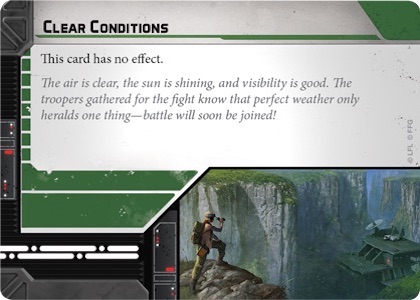 CLEAR CONDITIONS
This card has no effect.
The air is clear, the sun is shining, and visibility is good. The
troopers gathered for the fight know that perfect weather only
heralds one thing—battle will soon be joined!
© LFL © FFG